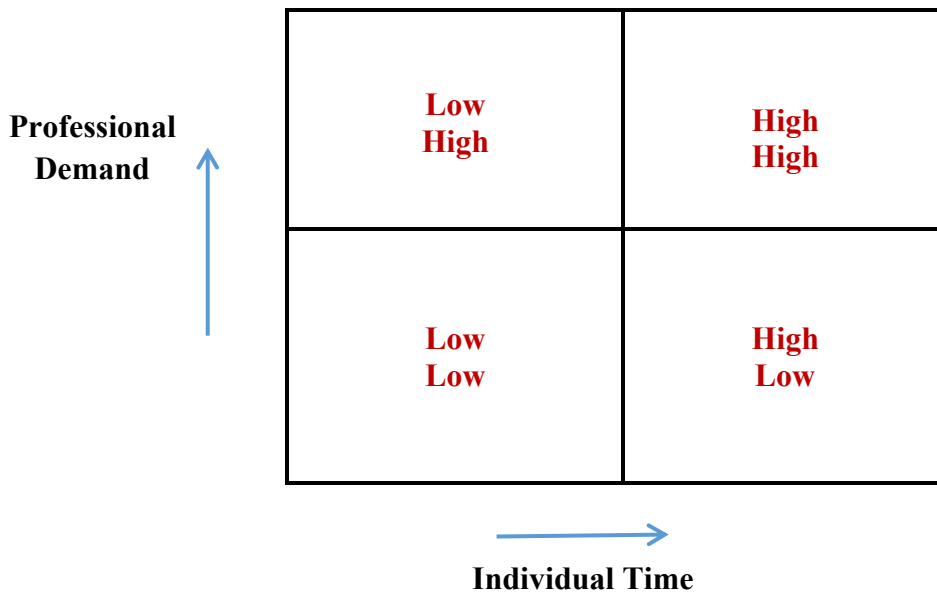 Professional
Demand
Low
High
High
High
Low
Low
High
Low
Individual Time